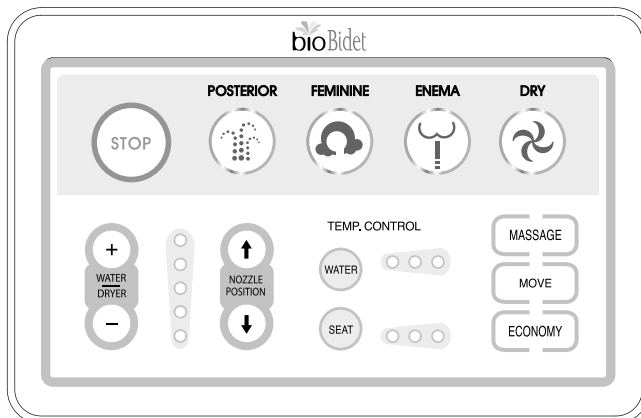 bioBidet
POSTERIOR FEMININE ENEMA DRY
STOP
TEMP. CONTROL
+
WATER
DRYER
−
NOZZLE
POSITION
WATER
SEAT
MASSAGE
MOVE
ECONOMY